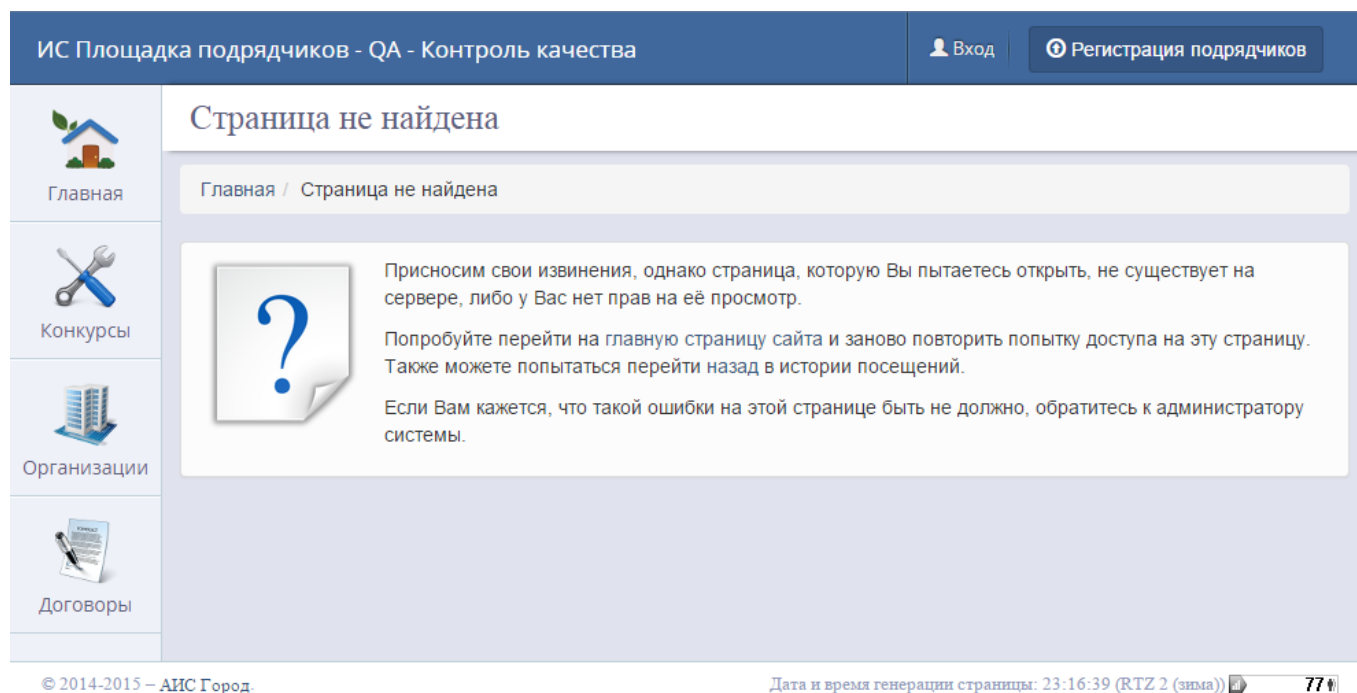 ИС Площадка подрядчиков - QA - Контроль качества
Вход
Регистрация подрядчиков
Главная
Конкурсы
Организации
Договоры
Страница не найдена
Главная / Страница не найдена
Присносим свои извинения, однако страница, которую Вы пытаетесь открыть, не существует на
сервере, либо у Вас нет прав на её просмотр.
Попробуйте перейти на главную страницу сайта и заново повторить попытку доступа на эту страницу.
Также можете попытаться перейти назад в истории посещений.
Если Вам кажется, что такой ошибки на этой странице быть не должно, обратитесь к администратору
системы.
© 2014-2015 – АИС Город.
Дата и время генерации страницы: 23:16:39 (RTZ 2 (зима))
77